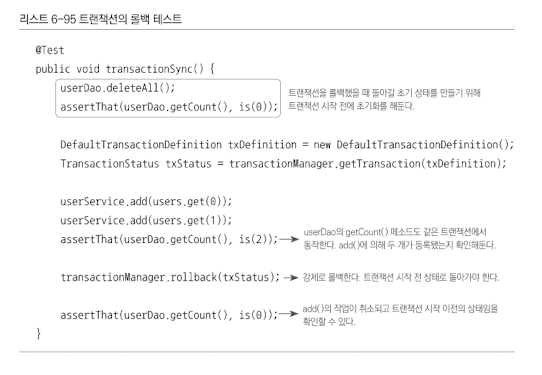 리스트 6-95 트랜잭션의 롤백 테스트
@Test
public void transactionSync() {
userDao.deleteAll();
assertThat(userDao.getCount(), is(0));
트랜잭션을 롤백했을 때 돌아갈 초기 상태를 만들기 위해
트랜잭션 시작 전에 초기화를 해둔다.
DefaultTransactionDefinition txDefinition = new DefaultTransactionDefinition();
TransactionStatus txStatus = transactionManager.getTransaction(txDefinition);
userService.add(users.get(0));
userService.add(users.get(1));
assertThat(userDao.getCount(), is(2));
userDao의 getCount() 메소드도 같은 트랜잭션에서
동작한다. add()에 의해 두 개가 등록됐는지 확인해둔다.
transactionManager.rollback(txStatus);
강제로 롤백한다. 트랜잭션 시작 전 상태로 돌아가야 한다.
assertThat(userDao.getCount(), is(0));
add()의 작업이 취소되고 트랜잭션 시작 이전의 상태임을
확인할 수 있다.
}